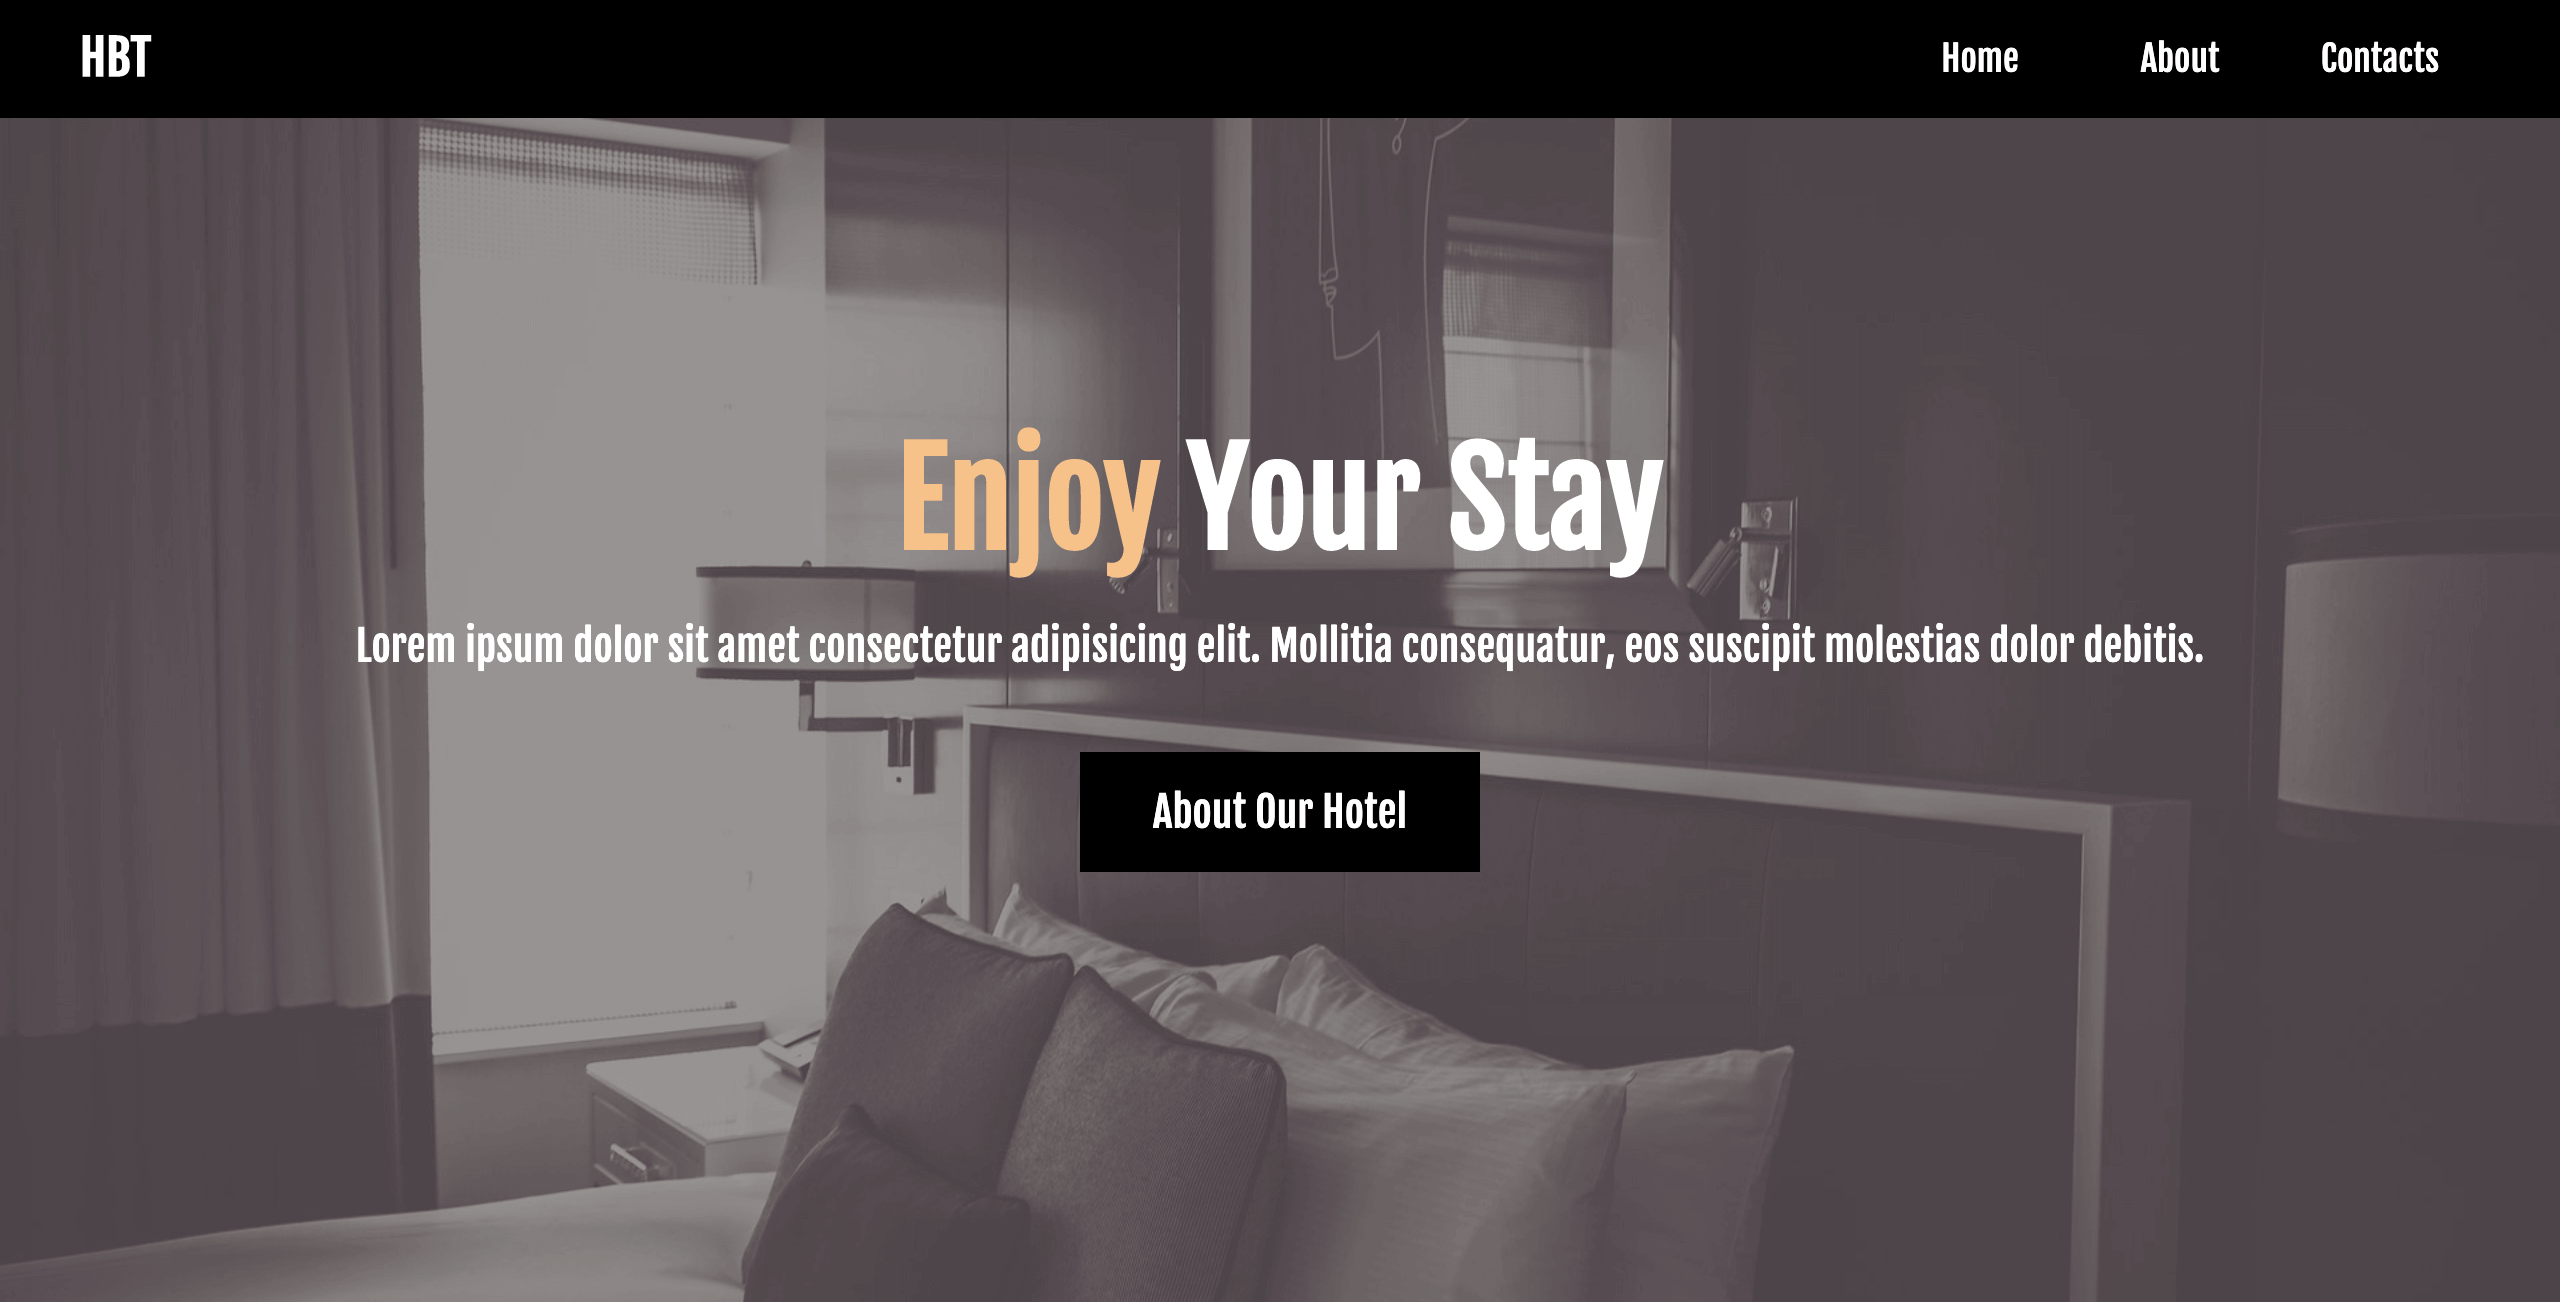 HBT
Home About Contacts
Enjoy Your Stay
Lorem ipsum dolor sit amet consectetur adipisicing elit. Mollitia consequatur, eos suscipit molestias dolor debitis.
About Our Hotel